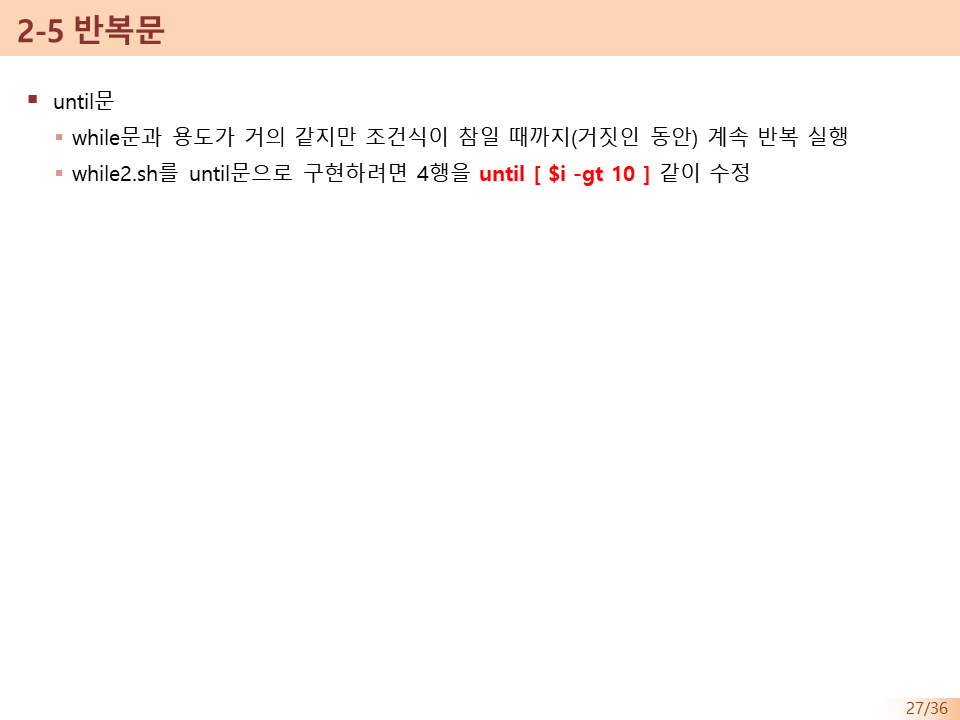 2-5 반복문
until문
while문과 용도가 거의 같지만 조건식이 참일 때까지(거짓인 동안) 계속 반복 실행
while2.sh를 until문으로 구현하려면 4행을 until [ $i -gt 10 ] 같이 수정
27/36